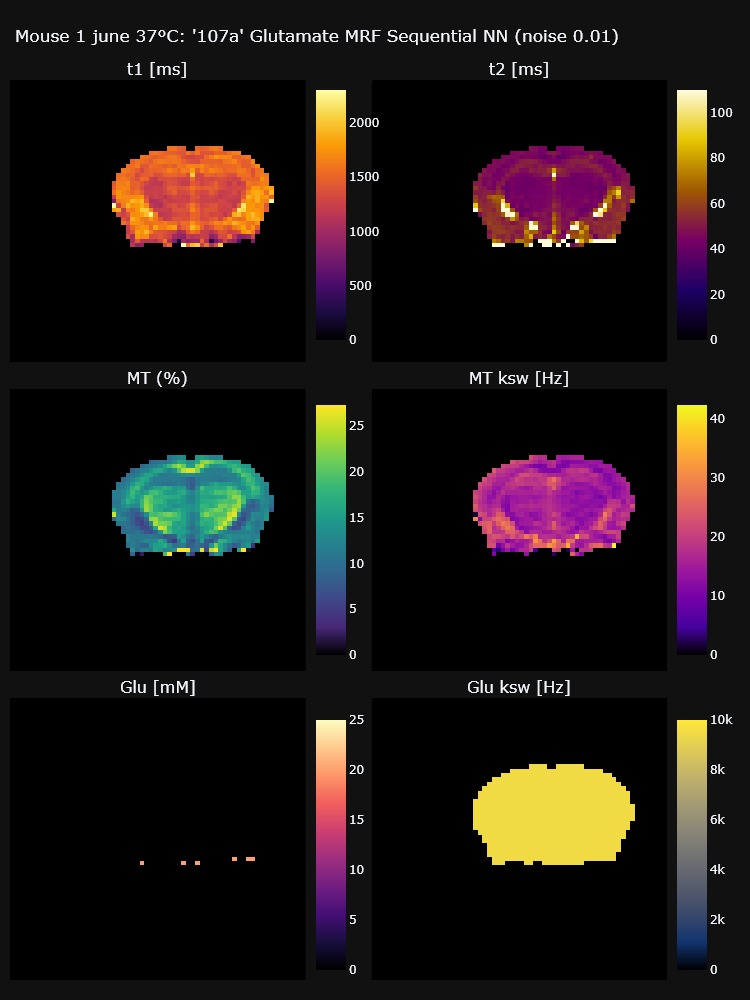 Mouse 1 june 37ºC: '107a' Glutamate MRF Sequential NN (noise 0.01)
t1 [ms]
t2 [ms]
2000
1500
1000
500
0
100
80
60
40
20
0
MT (%)
MT ksw [Hz]
25
20
15
10
5
0
40
30
20
10
0
Glu [mM]
Glu ksw [Hz]
25
20
15
10
5
0
10k
8k
6k
4k
2k
0